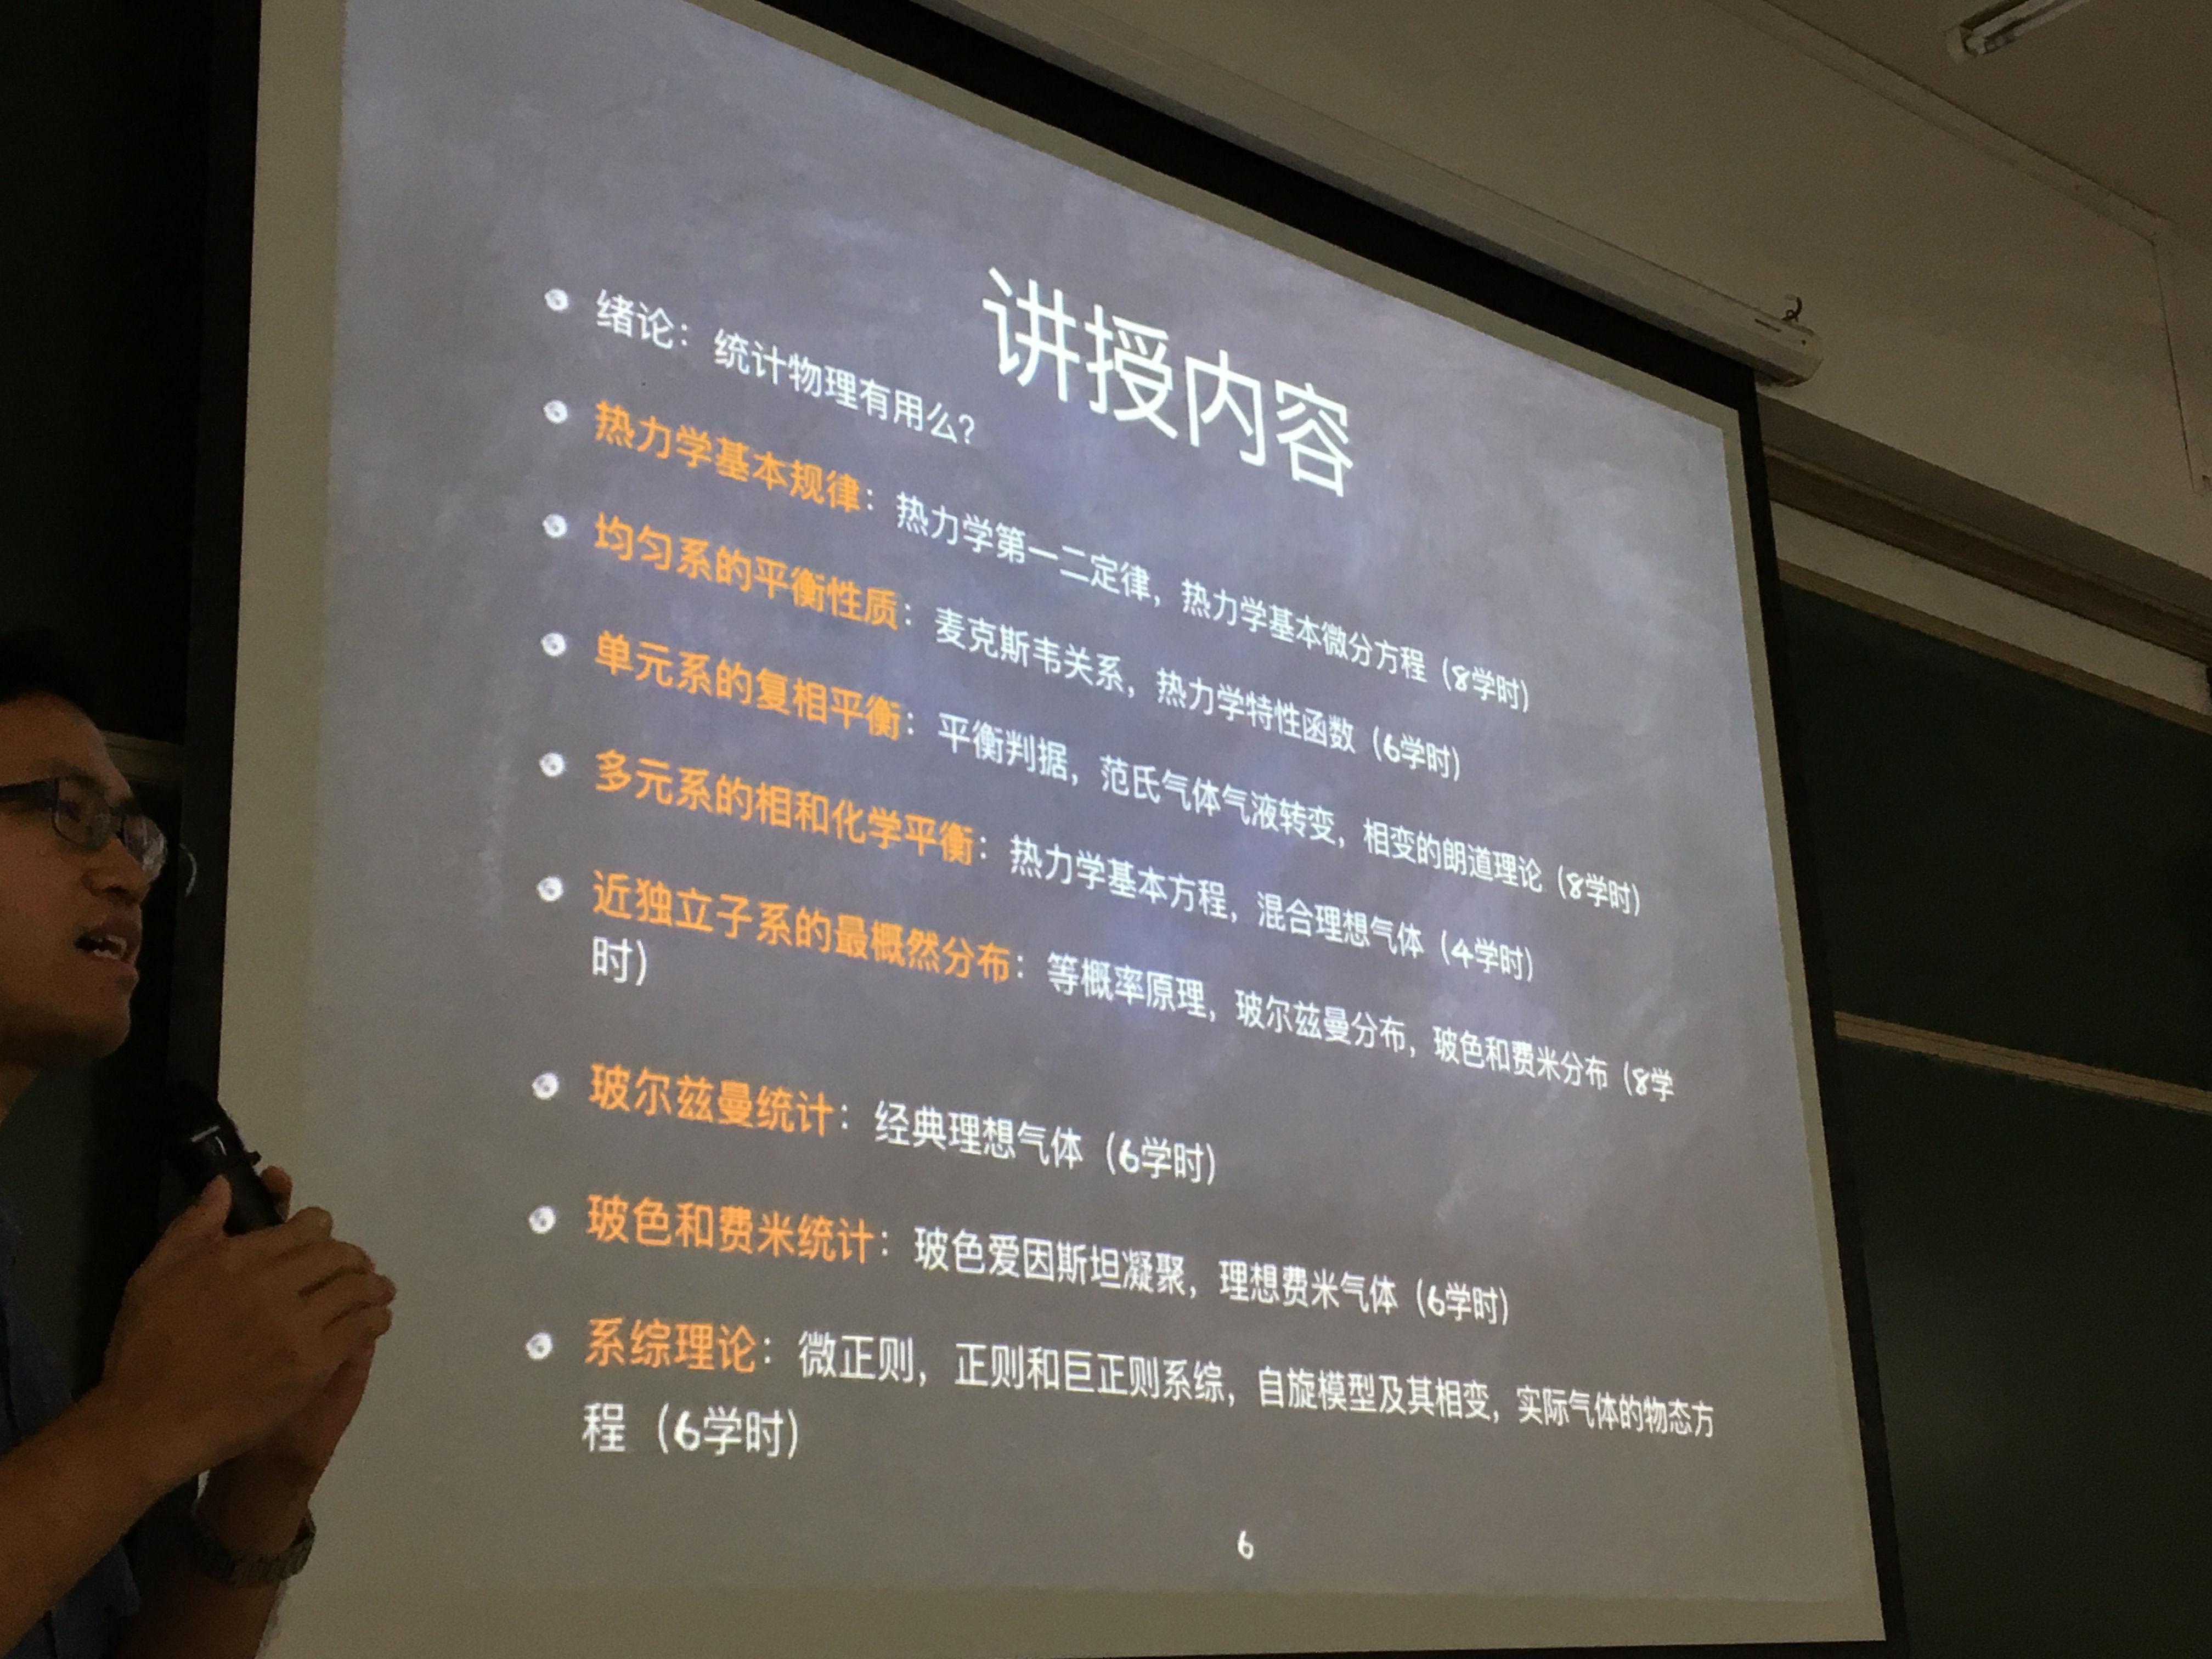 讲授内容
绪论：统计物理有用么？
热力学基本规律：热力学第一二定律，热力学基本微分方程（8学时）
均匀系的平衡性质：麦克斯韦关系，热力学特性函数（6学时）
单元系的复相平衡：平衡判据，范氏气体气液转变，相变的朗道理论（8学时）
多元系的相和化学平衡：热力学基本方程，混合理想气体（4学时）
近独立子系的最概然分布：等概率原理，玻尔兹曼分布，玻色和费米分布（8学
时）
玻尔兹曼统计：经典理想气体（6学时）
玻色和费米统计：玻色爱因斯坦凝聚，理想费米气体（6学时）
系综理论：微正则，正则和巨正则系综，自旋模型及其相变，实际气体的物态方
程（6学时）
6